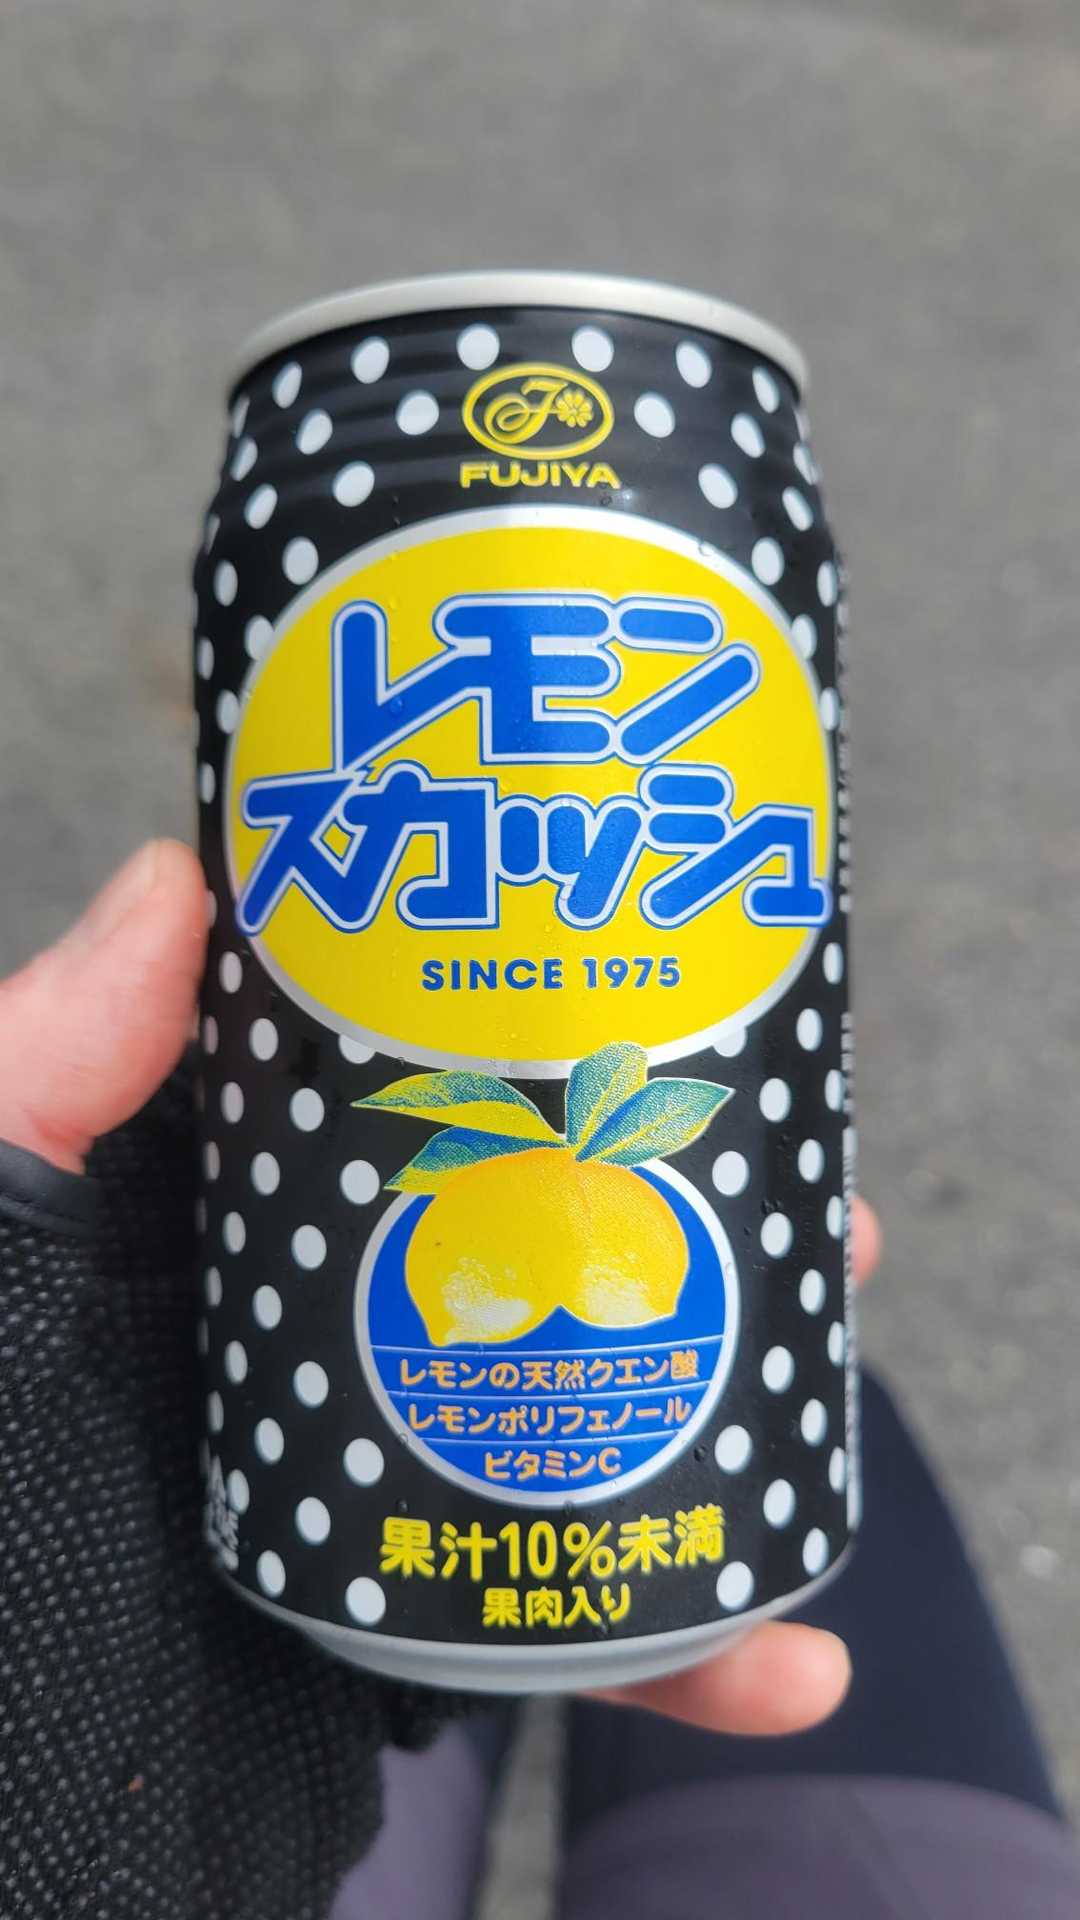 FUJIYA
レモン
スカッシュ
SINCE 1975
レモンの天然クエン酸
レモンポリフェノール
ビタミンC
果汁10%未満
果肉入り